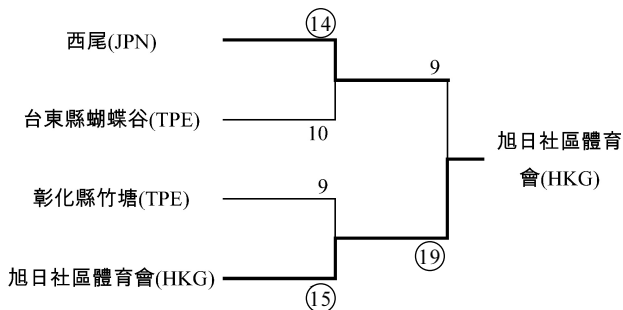 14
西尾(JPN)
9
台東縣蝴蝶谷(TPE)
10
旭日社區體育
會(HKG)
9
彰化縣竹塘(TPE)
19
旭日社區體育會(HKG)
15